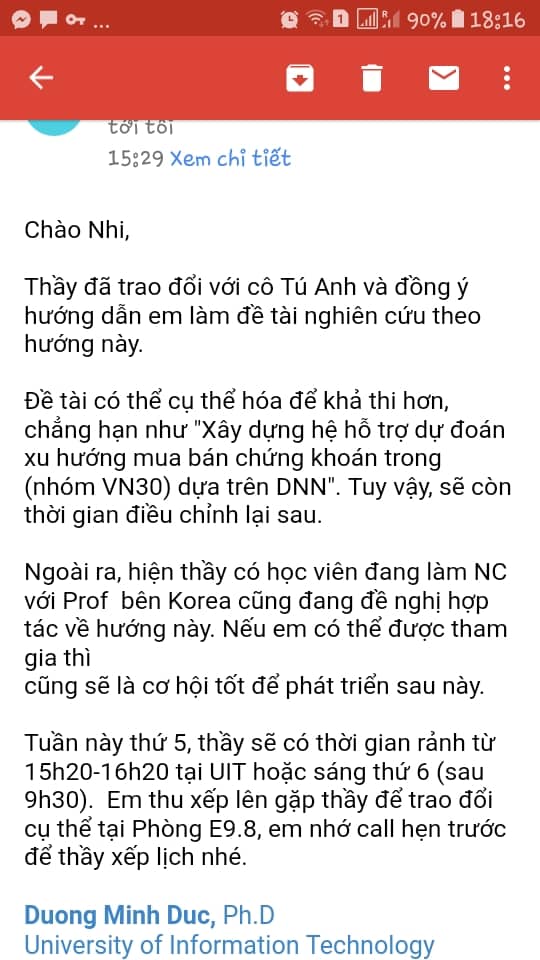 ... 1 R 90% 18:16
tới tôi
15:29 Xem chi tiết
Chào Nhi,
Thầy đã trao đổi với cô Tú Anh và đồng ý
hướng dẫn em làm đề tài nghiên cứu theo
hướng này.
Đề tài có thể cụ thể hóa để khả thi hơn,
chẳng hạn như "Xây dựng hệ hỗ trợ dự đoán
xu hướng mua bán chứng khoán trong
(nhóm VN30) dựa trên DNN". Tuy vậy, sẽ còn
thời gian điều chỉnh lại sau.
Ngoài ra, hiện thầy có học viên đang làm NC
với Prof  bên Korea cũng đang đề nghị hợp
tác về hướng này. Nếu em có thể được tham
gia thì
cũng sẽ là cơ hội tốt để phát triển sau này.
Tuần này thứ 5, thầy sẽ có thời gian rảnh từ
15h20-16h20 tại UIT hoặc sáng thứ 6 (sau
9h30).  Em thu xếp lên gặp thầy để trao đổi
cụ thể tại Phòng E9.8, em nhớ call hẹn trước
để thầy xếp lịch nhé.
Duong Minh Duc, Ph.D
University of Information Technology